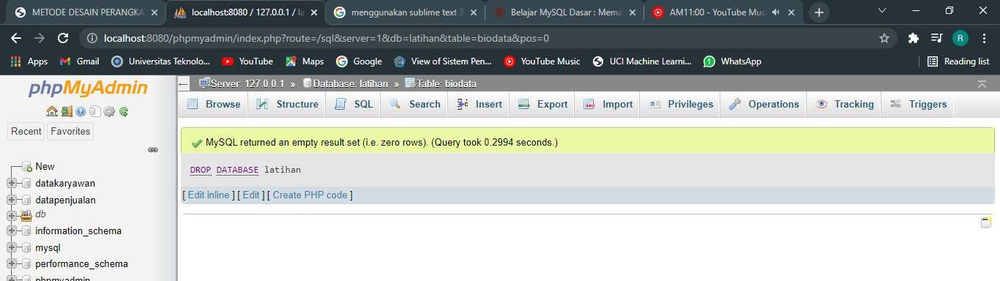 METODE DESAIN PERANGKA
localhost:8080 / 127.0.0.1 / la
menggunakan sublime text 3
Belajar MySQL Dasar : Mema
AM11:00 - YouTube Mus
localhost:8080/phpmyadmin/index.php?route=/sql&server=1&db=latihan&table=biodata&pos=0
R
Apps
Gmail
Universitas Teknolo...
YouTube
Maps
Google
View of Sistem Pen...
YouTube Music
UCI Machine Learni...
1
WhatsApp
Reading list
phpMyAdmin
Recent
Favorites
New
datakaryawan
datapenjualan
db
information_schema
mysql
performance_schema
phpmyadmin
Server: 127.0.0.1 » Database: latihan » Table: biodata
Browse
Structure
SQL
Search
Insert
Export
Import
Privileges
Operations
Tracking
Triggers
MySQL returned an empty result set (i.e. zero rows). (Query took 0.2994 seconds.)
DROP DATABASE latihan
[ Edit inline ] [ Edit ] [ Create PHP code ]